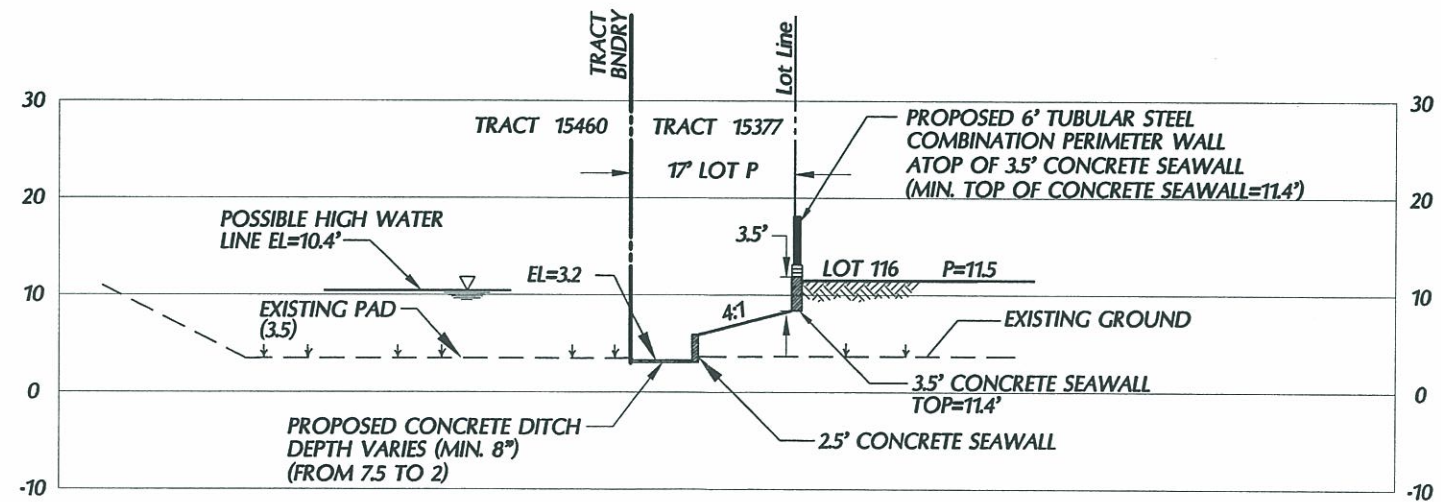 TRACT
BNDRY
Lot Line
30
30
TRACT 15460
TRACT 15377
17' LOT P
PROPOSED 6' TUBULAR STEEL
COMBINATION PERIMETER WALL
ATOP OF 3.5' CONCRETE SEAWALL
(MIN. TOP OF CONCRETE SEAWALL=11.4')
20
20
POSSIBLE HIGH WATER
LINE EL=10.4'
3.5'
EL=3.2
LOT 116 P=11.5
10
10
EXISTING PAD
(3.5)
4:1
EXISTING GROUND
0
0
3.5' CONCRETE SEAWALL
TOP=11.4'
PROPOSED CONCRETE DITCH
DEPTH VARIES (MIN. 8")
(FROM 7.5 TO 2)
2.5' CONCRETE SEAWALL
-10
-10